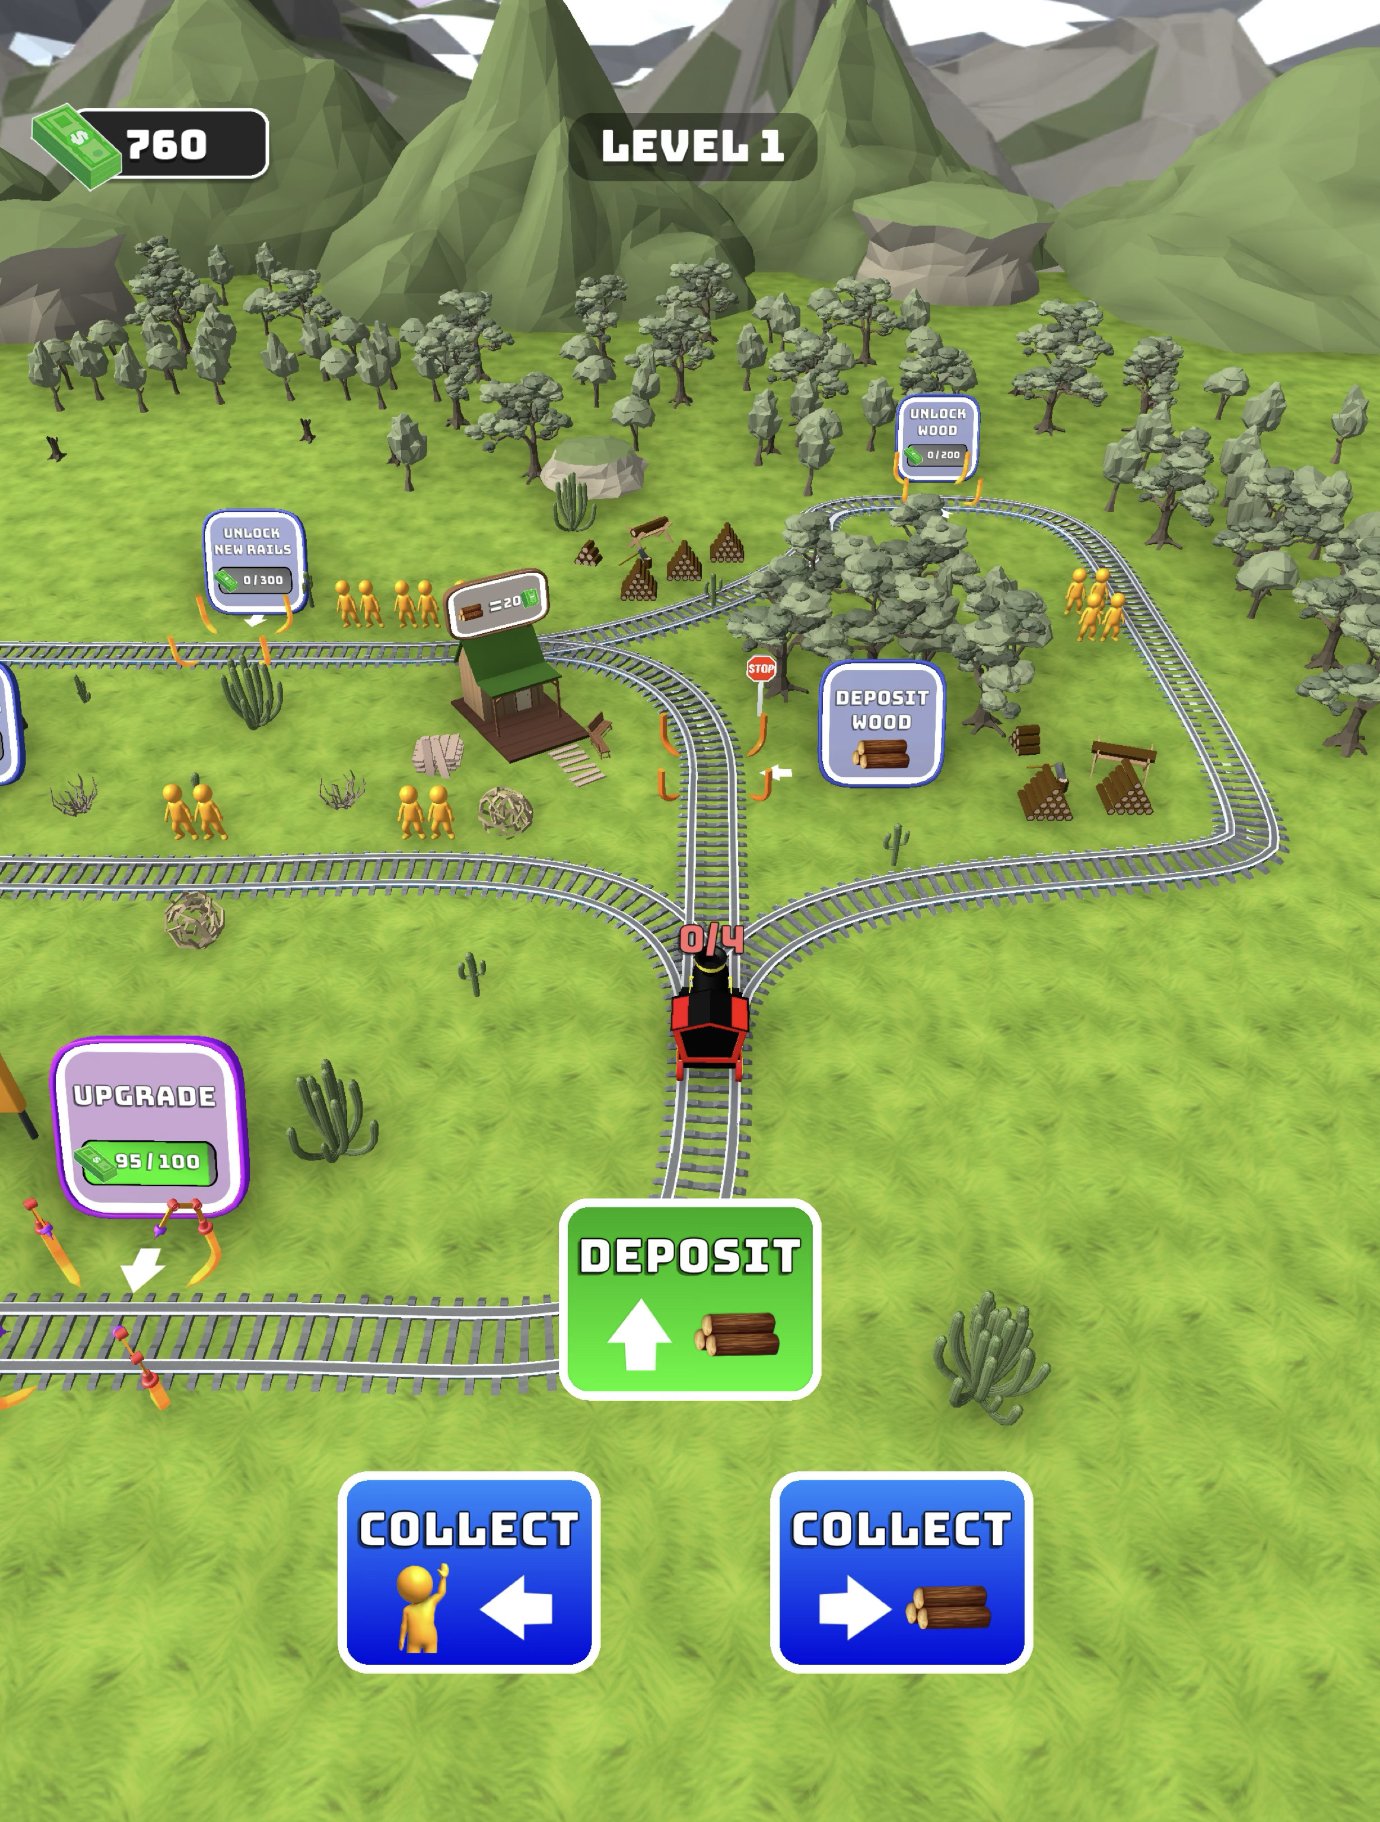 760
LEVEL 1
UNLOCK
WOOD
0/200
UNLOCK
NEW RAILS
0/300
=20
STOP
DEPOSIT
WOOD
0/4
UPGRADE
95/100
DEPOSIT
COLLECT
COLLECT